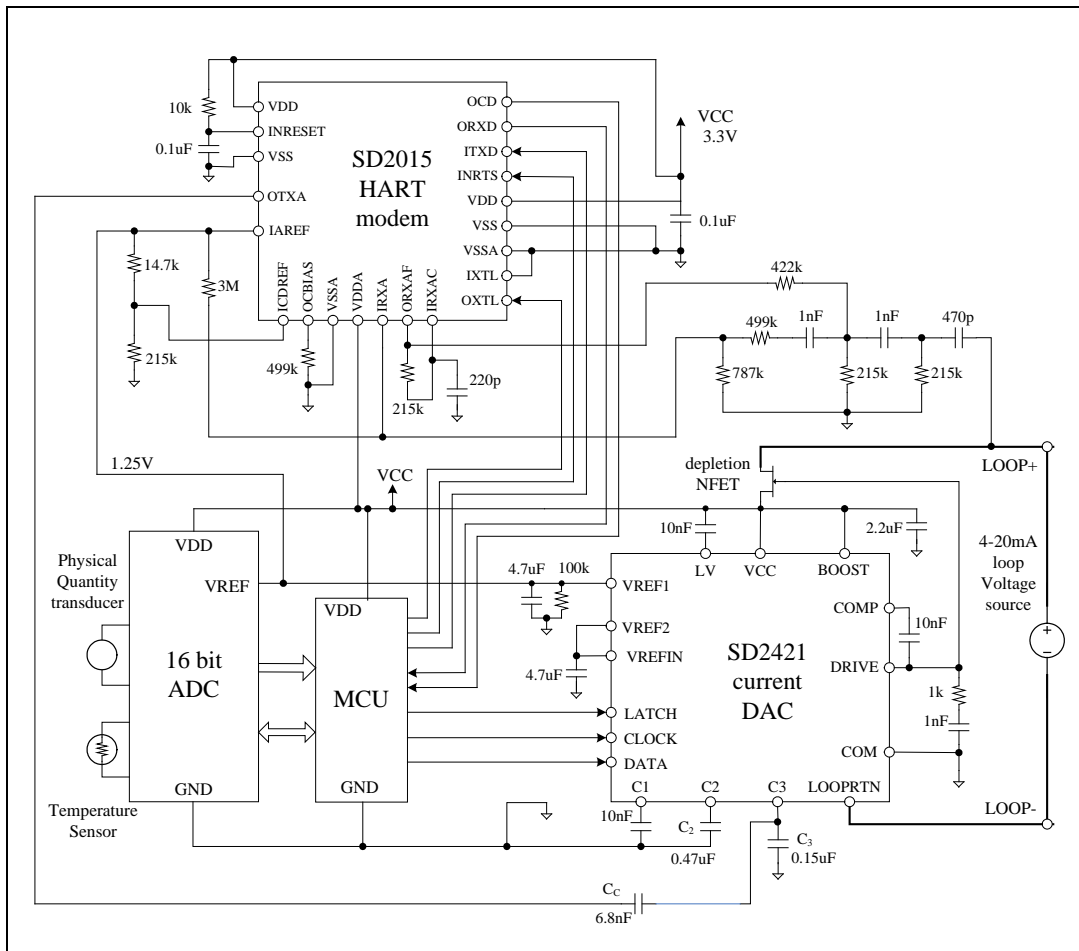 10k
0.1uF
VDD
INRESET
VSS
OTXA
IAREF
SD2015
HART
modem
OCD
ORXD
ITXD
INRTS
VDD
VSS
VSSA
IXTL
OXTL
ICDREF
OCBIAS
VSSA
VDDA
IRXA
ORXAF
IRXAC
VCC
3.3V
0.1uF
14.7k
3M
215k
499k
215k
220p
422k
499k
1nF
1nF
470p
787k
215k
215k
1.25V
VCC
depletion
NFET
LOOP+
10nF
2.2uF
4-20mA
loop
Voltage
source
Physical
Quantity
transducer
VDD
VREF
16 bit
ADC
GND
Temperature
Sensor
VDD
MCU
GND
4.7uF
100k
4.7uF
LV
VCC
BOOST
VREF1
VREF2
VREFIN
LATCH
CLOCK
DATA
SD2421
current
DAC
COMP
DRIVE
COM
10nF
1k
1nF
C1
C2
C3
LOOPRTN
LOOP-
10nF
C2
0.47uF
C3
0.15uF
CC
6.8nF